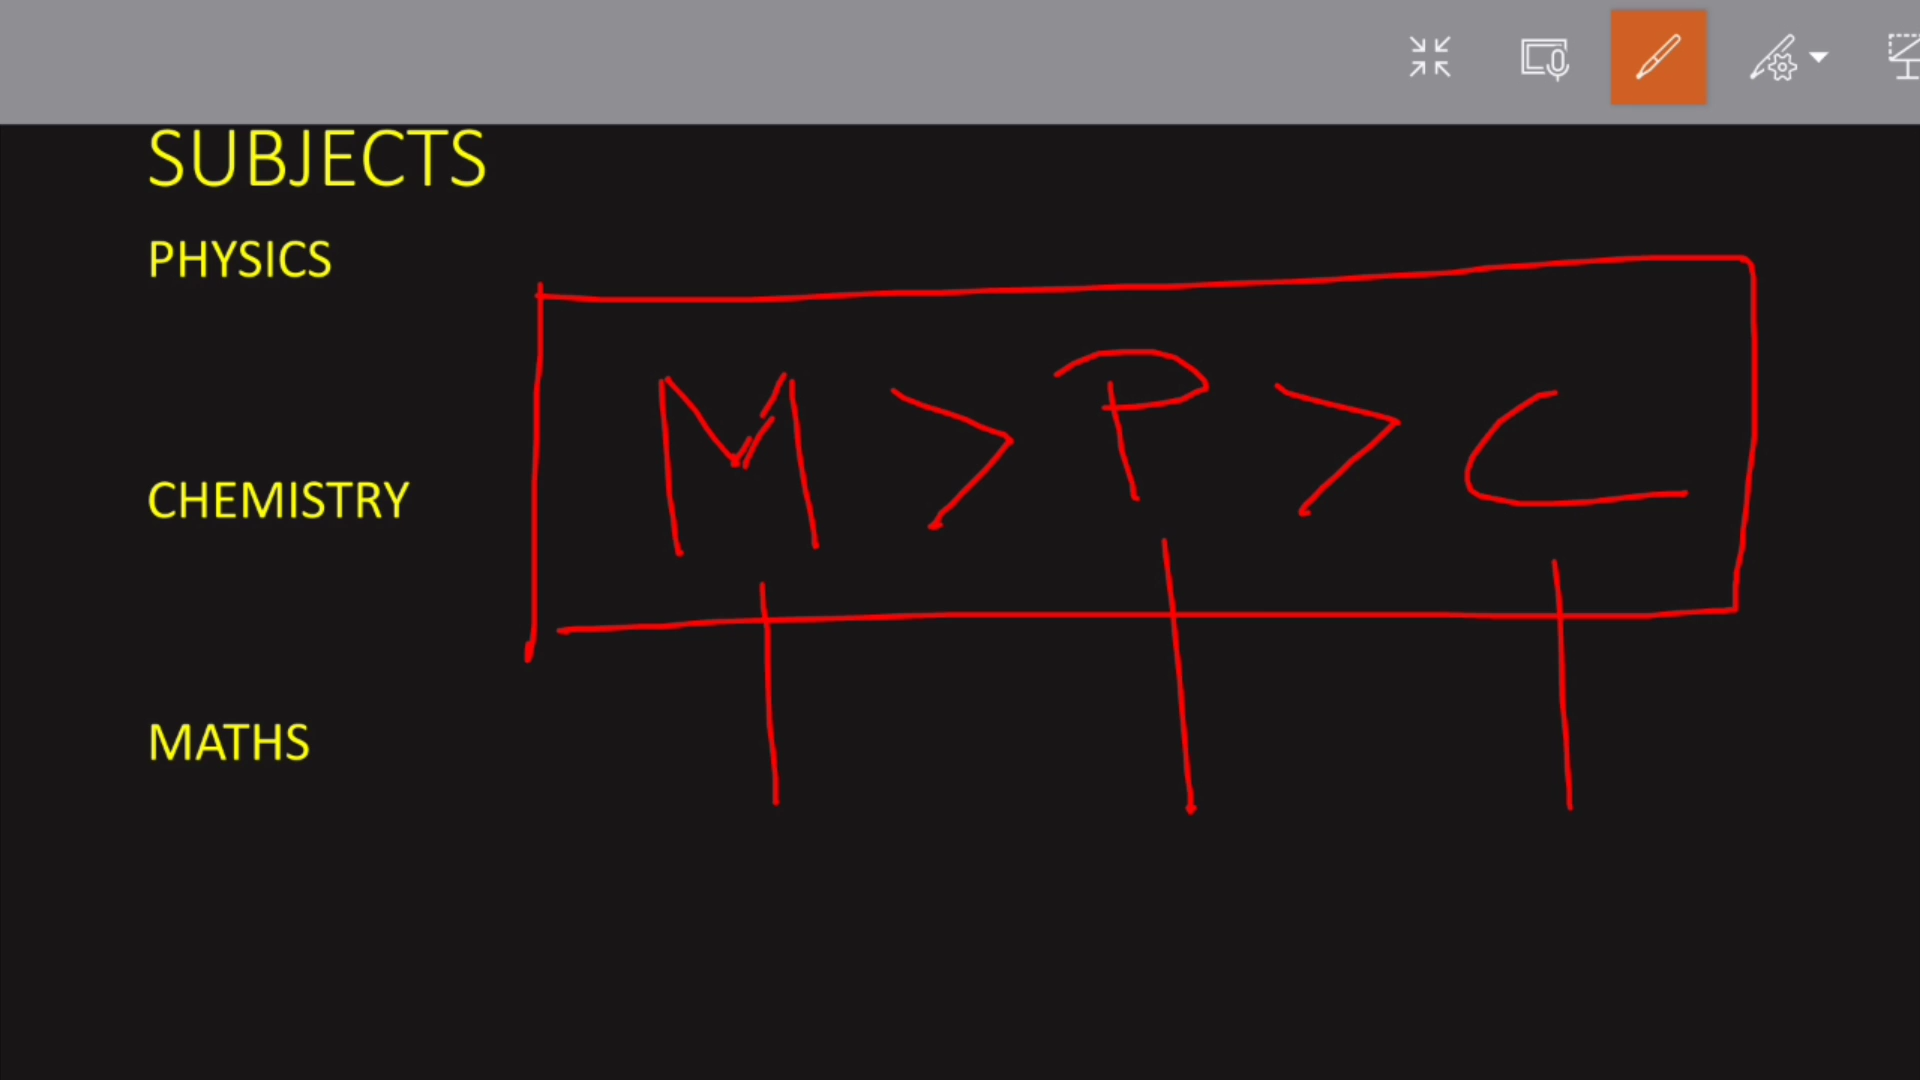 SUBJECTS
PHYSICS
M > P > C
CHEMISTRY
MATHS